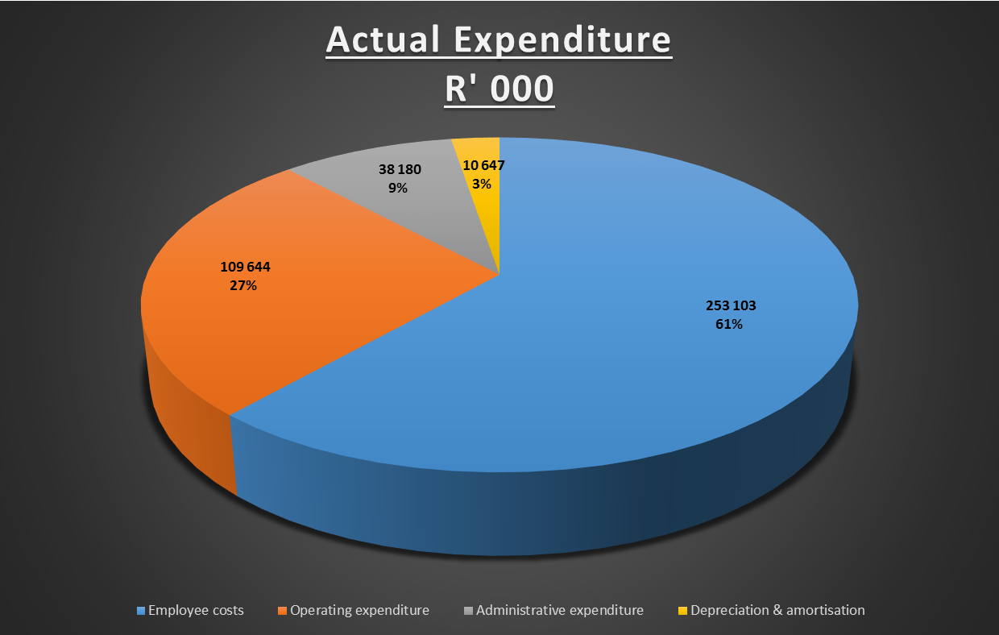 Actual Expenditure
R' 000
38 180
9%
10 647
3%
109 644
27%
253 103
61%
Employee costs
Operating expenditure
Administrative expenditure
Depreciation & amortisation